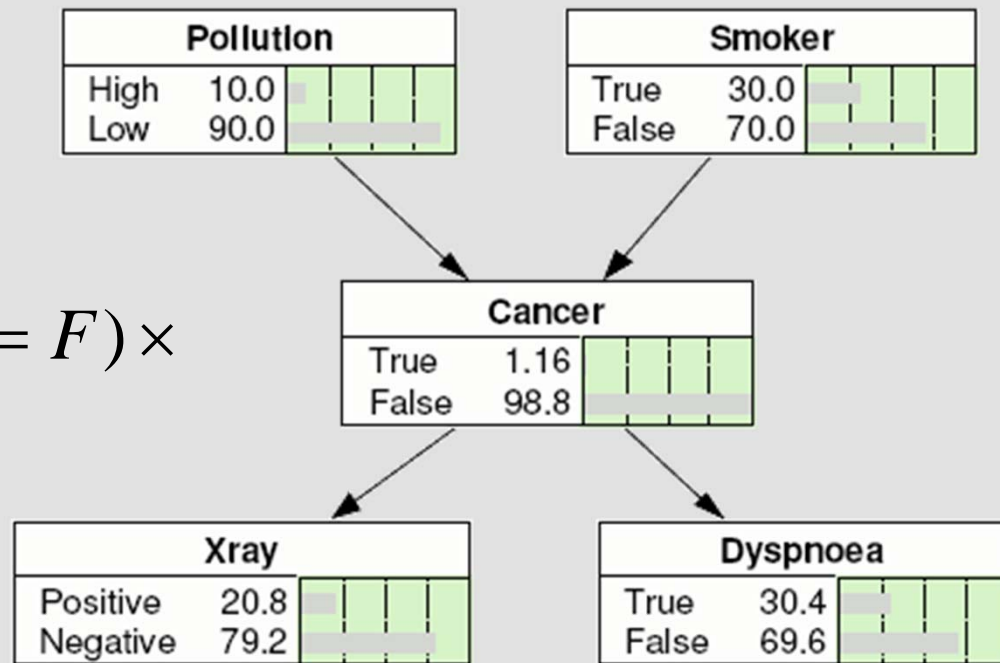 Pollution
High 10.0
Low 90.0
Smoker
True 30.0
False 70.0
= F) ×
Cancer
True 1.16
False 98.8
Xray
Positive 20.8
Negative 79.2
Dyspnoea
True 30.4
False 69.6